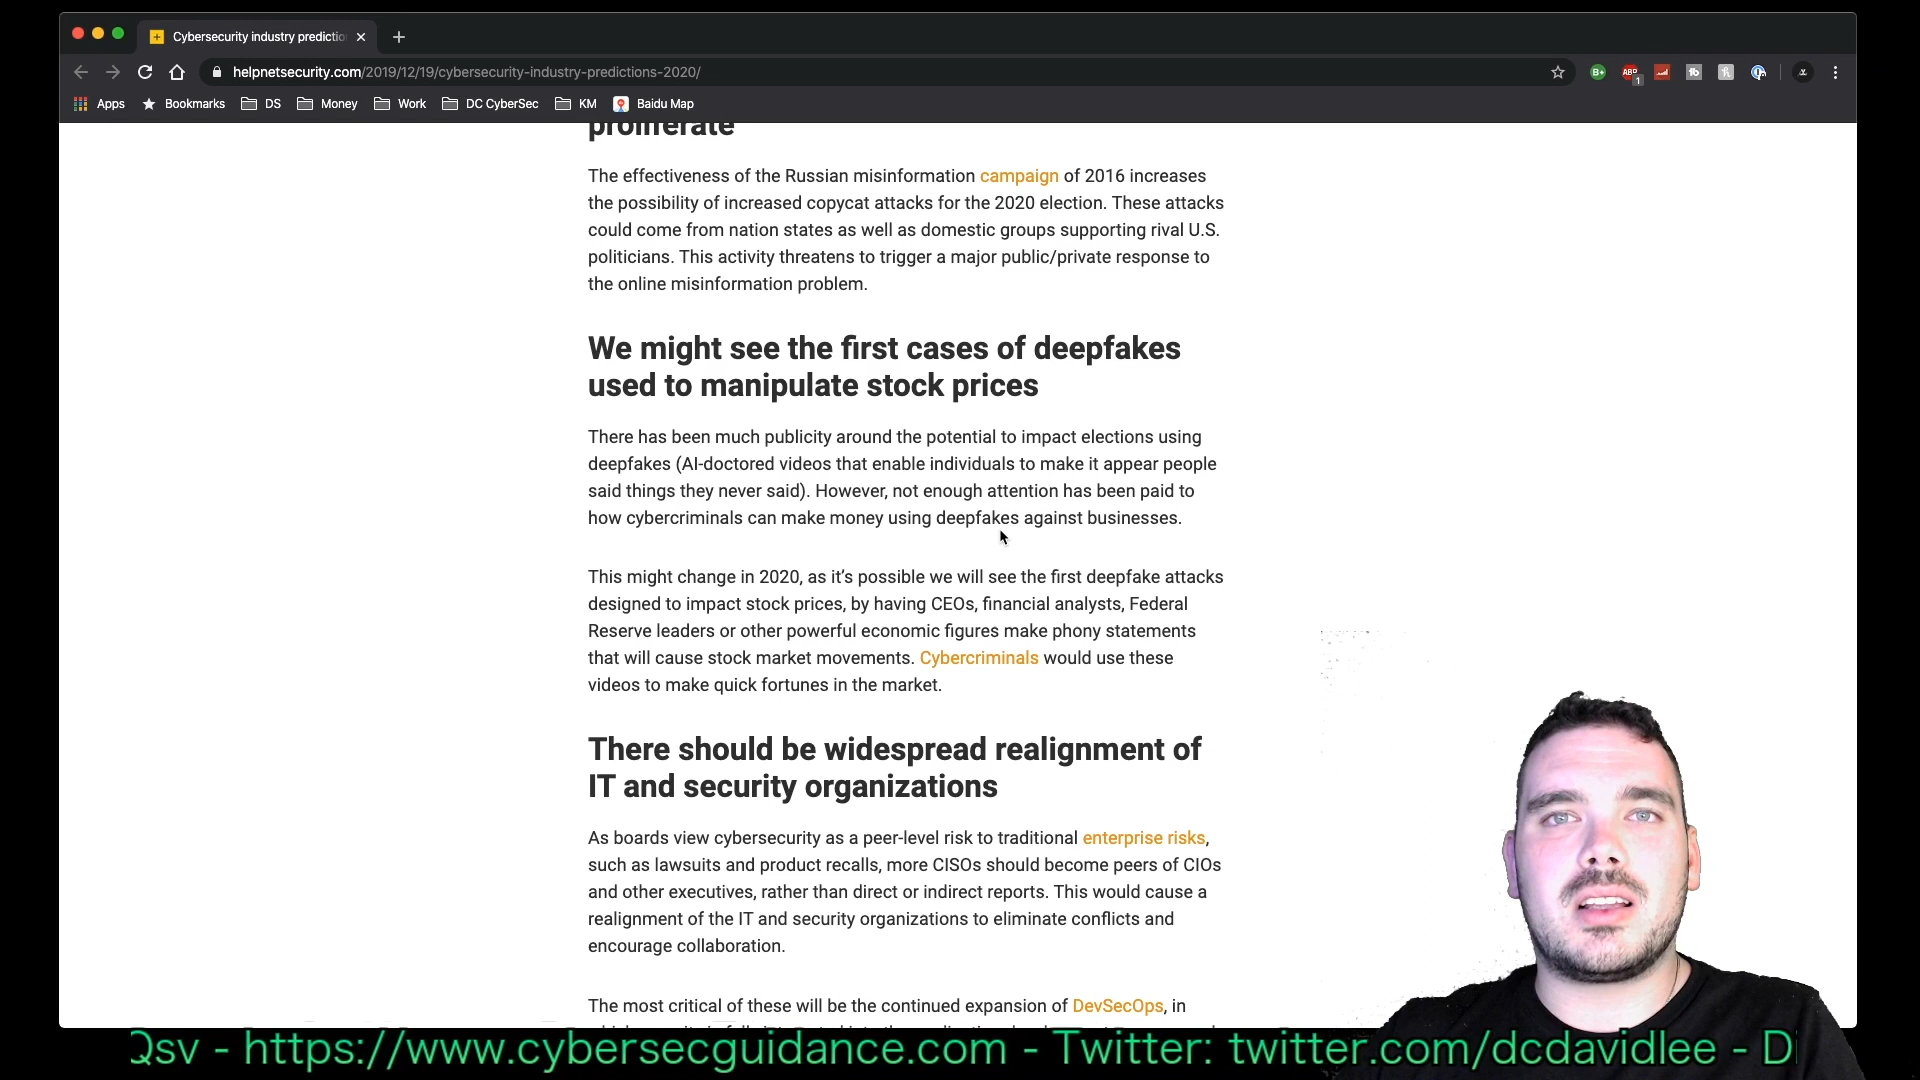 Cybersecurity industry predictio
helpnetsecurity.com/2019/12/19/cybersecurity-industry-predictions-2020/
B+
ABP
1
tb
Apps
Bookmarks
DS
Money
Work
DC CyberSec
KM
Baidu Map
proliferate
The effectiveness of the Russian misinformation campaign of 2016 increases
the possibility of increased copycat attacks for the 2020 election. These attacks
could come from nation states as well as domestic groups supporting rival U.S.
politicians. This activity threatens to trigger a major public/private response to
the online misinformation problem.
We might see the first cases of deepfakes
used to manipulate stock prices
There has been much publicity around the potential to impact elections using
deepfakes (AI-doctored videos that enable individuals to make it appear people
said things they never said). However, not enough attention has been paid to
how cybercriminals can make money using deepfakes against businesses.
This might change in 2020, as it’s possible we will see the first deepfake attacks
designed to impact stock prices, by having CEOs, financial analysts, Federal
Reserve leaders or other powerful economic figures make phony statements
that will cause stock market movements. Cybercriminals would use these
videos to make quick fortunes in the market.
There should be widespread realignment of
IT and security organizations
As boards view cybersecurity as a peer-level risk to traditional enterprise risks,
such as lawsuits and product recalls, more CISOs should become peers of CIOs
and other executives, rather than direct or indirect reports. This would cause a
realignment of the IT and security organizations to eliminate conflicts and
encourage collaboration.
The most critical of these will be the continued expansion of DevSecOps, in
Qsv - https://www.cybersecguidance.com - Twitter: twitter.com/dcdavidlee - Di